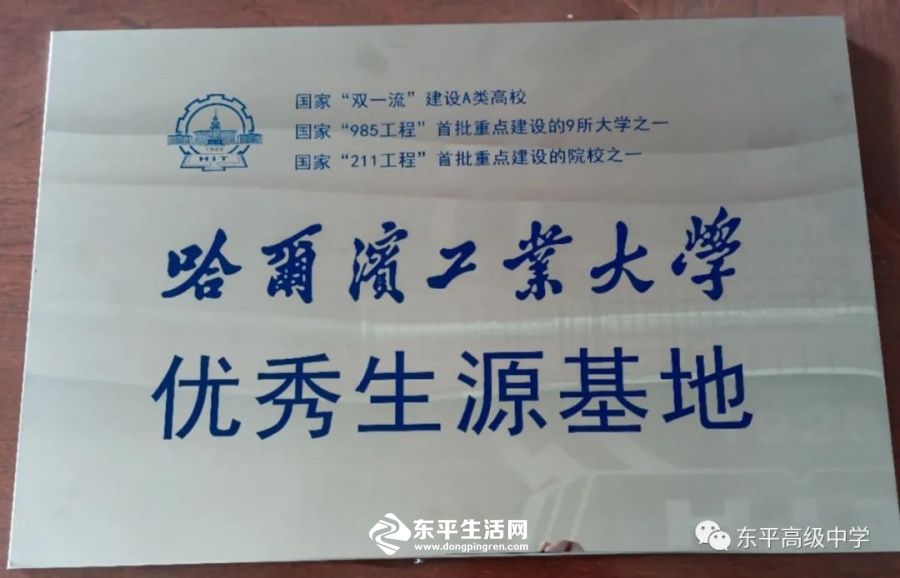 国家“双一流”建设A类高校
国家“985工程”首批重点建设的9所大学之一
国家“211工程”首批重点建设的院校之一
1920
HIT
哈爾濱工業大學
优秀生源基地
东平生活网
www.dongpingren.com
东平高级中学